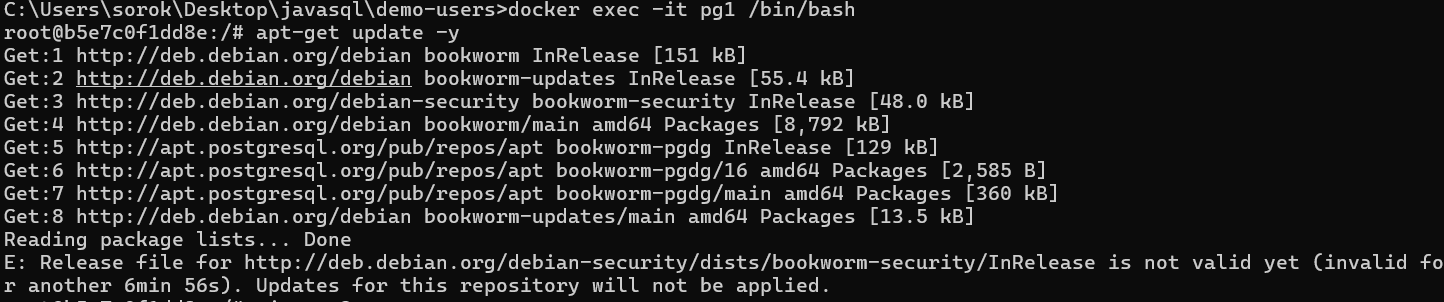 C:\Users\sorok\Desktop\javasql\demo-users>docker exec -it pg1 /bin/bash
root@b5e7c0f1dd8e:/# apt-get update -y
Get:1 http://deb.debian.org/debian bookworm InRelease [151 kB]
Get:2 http://deb.debian.org/debian bookworm-updates InRelease [55.4 kB]
Get:3 http://deb.debian.org/debian-security bookworm-security InRelease [48.0 kB]
Get:4 http://deb.debian.org/debian bookworm/main amd64 Packages [8,792 kB]
Get:5 http://apt.postgresql.org/pub/repos/apt bookworm-pgdg InRelease [129 kB]
Get:6 http://apt.postgresql.org/pub/repos/apt bookworm-pgdg/16 amd64 Packages [2,585 B]
Get:7 http://apt.postgresql.org/pub/repos/apt bookworm-pgdg/main amd64 Packages [360 kB]
Get:8 http://deb.debian.org/debian bookworm-updates/main amd64 Packages [13.5 kB]
Reading package lists... Done
E: Release file for http://deb.debian.org/debian-security/dists/bookworm-security/InRelease is not valid yet (invalid fo
r another 6min 56s). Updates for this repository will not be applied.